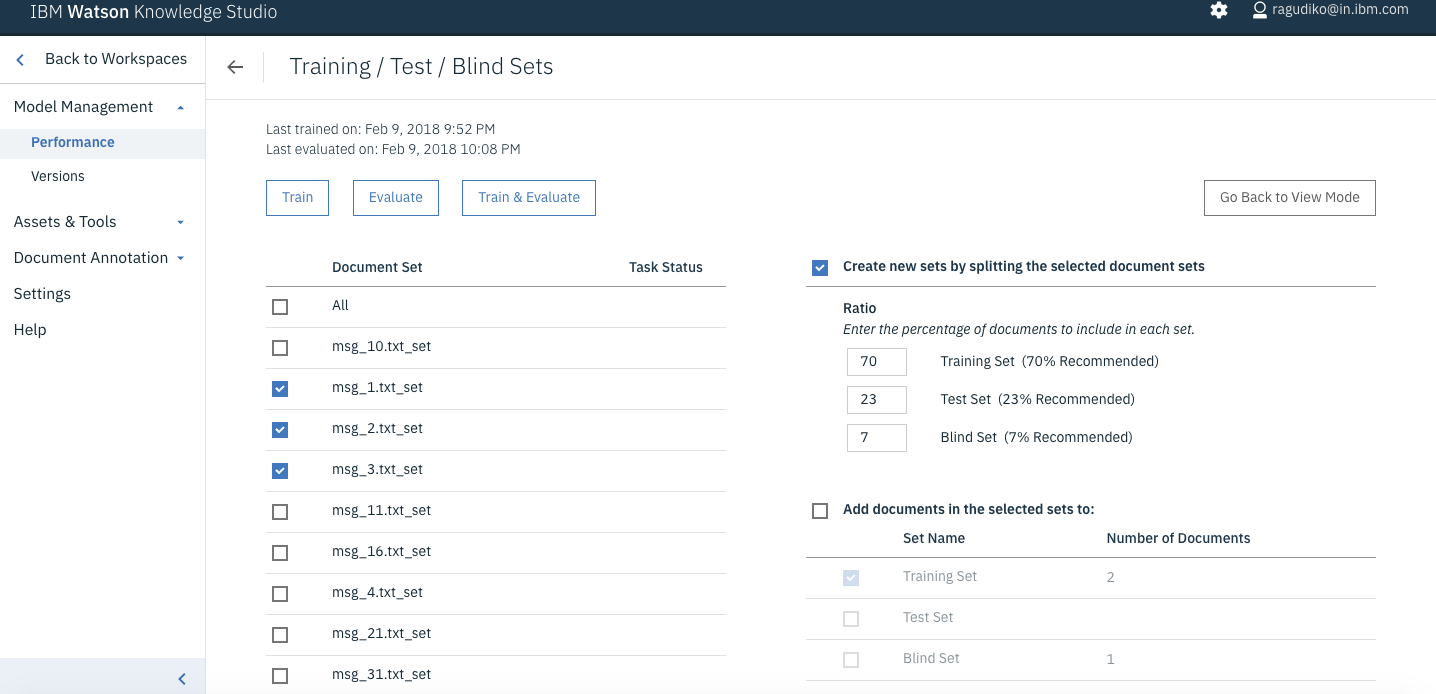 IBM Watson Knowledge Studio
ragudiko@in.ibm.com
Back to Workspaces
Training / Test / Blind Sets
Model Management
Performance
Versions
Assets & Tools
Document Annotation
Settings
Help
Last trained on: Feb 9, 2018 9:52 PM
Last evaluated on: Feb 9, 2018 10:08 PM
Train
Evaluate
Train & Evaluate
Go Back to View Mode
Document Set
Task Status
All
msg_10.txt_set
msg_1.txt_set
msg_2.txt_set
msg_3.txt_set
msg_11.txt_set
msg_16.txt_set
msg_4.txt_set
msg_21.txt_set
msg_31.txt_set
Create new sets by splitting the selected document sets
Ratio
Enter the percentage of documents to include in each set.
70 Training Set (70% Recommended)
23 Test Set (23% Recommended)
7 Blind Set (7% Recommended)
Add documents in the selected sets to:
Set Name Number of Documents
Training Set 2
Test Set
Blind Set 1